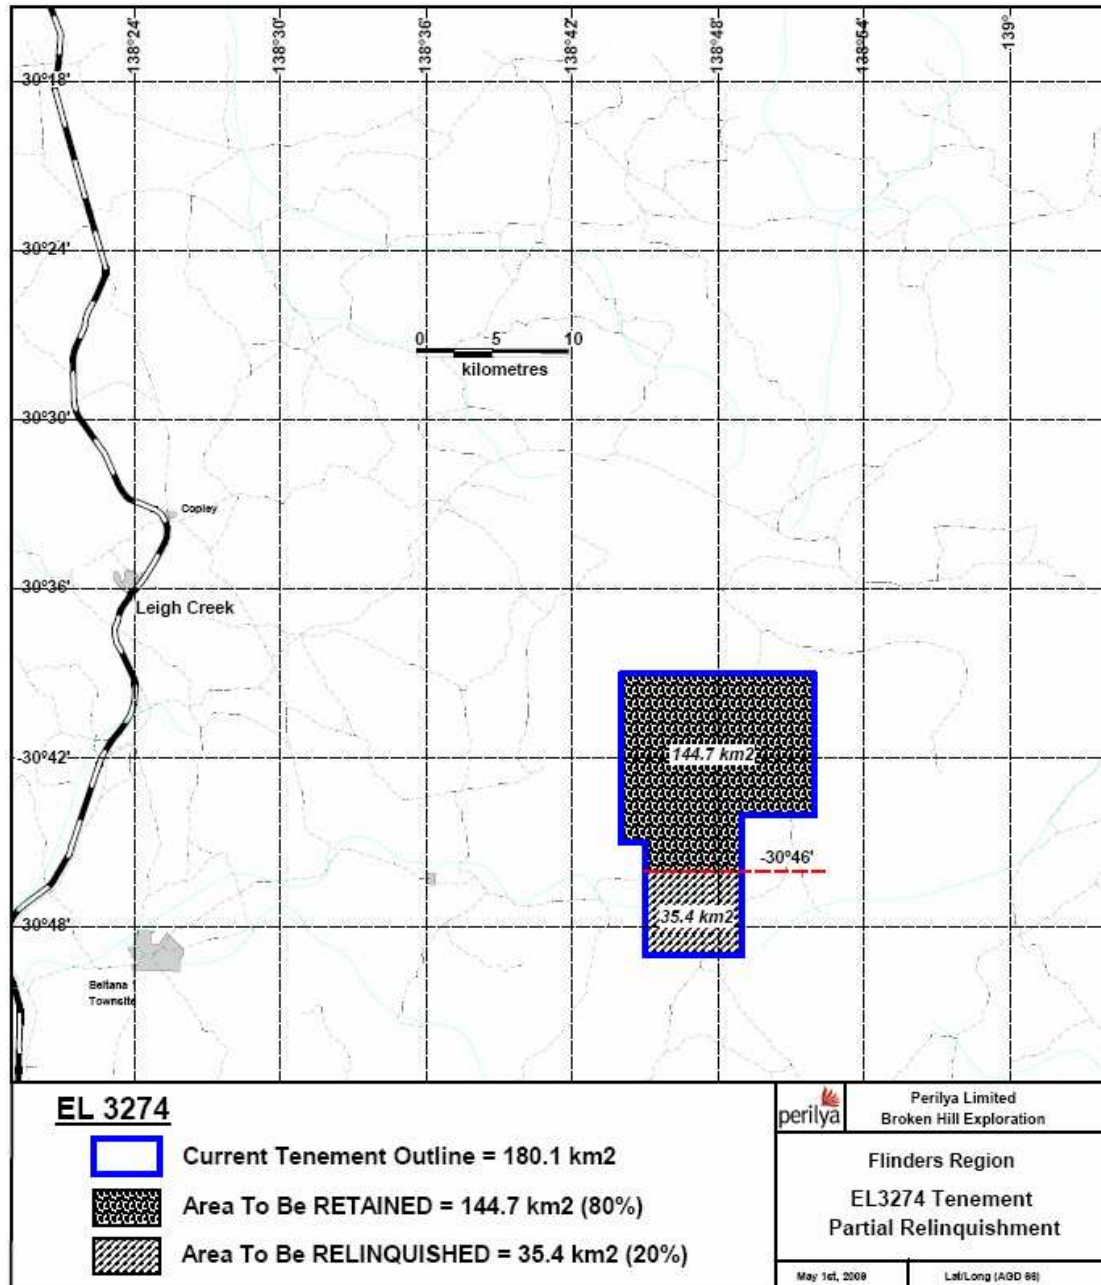 138°24'
138°30'
138°36'
138°42'
138°48'
138°54'
-139°
30°18'
-30°24'
0 5 10
kilometres
-30°30'
Copley
-30°36'
Leigh Creek
144.7 km2
-30°42'
-30°46'
35.4 km2
30°48'
Beltana
Townsite
EL 3274
Current Tenement Outline = 180.1 km2
Area To Be RETAINED = 144.7 km2 (80%)
Area To Be RELINQUISHED = 35.4 km2 (20%)
perilya
Perilya Limited
Broken Hill Exploration
Flinders Region
EL3274 Tenement
Partial Relinquishment
May 1st,
Lat/Long (AGD 66)